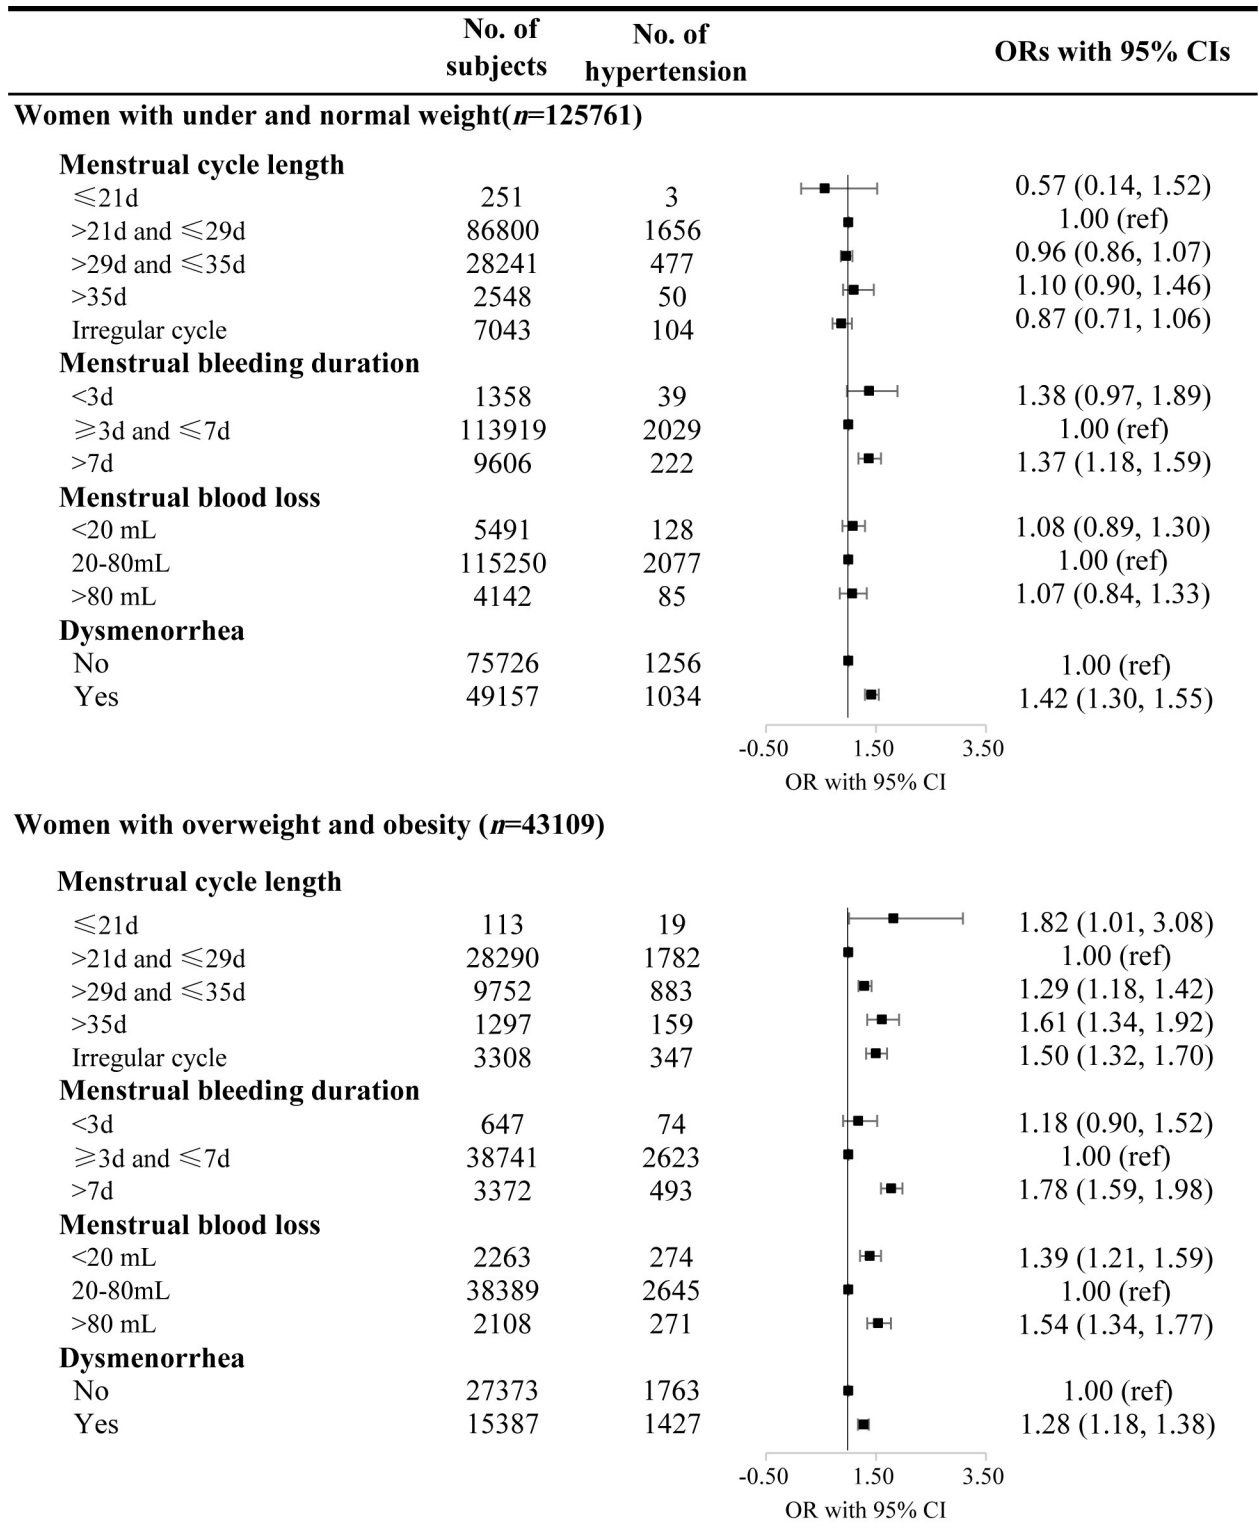 No. of subjects No. of hypertension ORs with 95% CIs
Women with under and normal weight(n=125761)
Menstrual cycle length
≤21d 251 3 0.57 (0.14, 1.52)
>21d and ≤29d 86800 1656 1.00 (ref)
>29d and ≤35d 28241 477 0.96 (0.86, 1.07)
>35d 2548 50 1.10 (0.90, 1.46)
Irregular cycle 7043 104 0.87 (0.71, 1.06)
Menstrual bleeding duration
<3d 1358 39 1.38 (0.97, 1.89)
≥3d and ≤7d 113919 2029 1.00 (ref)
>7d 9606 222 1.37 (1.18, 1.59)
Menstrual blood loss
<20 mL 5491 128 1.08 (0.89, 1.30)
20-80mL 115250 2077 1.00 (ref)
>80 mL 4142 85 1.07 (0.84, 1.33)
Dysmenorrhea
No 75726 1256 1.00 (ref)
Yes 49157 1034 1.42 (1.30, 1.55)
-0.50 1.50 3.50
OR with 95% CI
Women with overweight and obesity (n=43109)
Menstrual cycle length
≤21d 113 19 1.82 (1.01, 3.08)
>21d and ≤29d 28290 1782 1.00 (ref)
>29d and ≤35d 9752 883 1.29 (1.18, 1.42)
>35d 1297 159 1.61 (1.34, 1.92)
Irregular cycle 3308 347 1.50 (1.32, 1.70)
Menstrual bleeding duration
<3d 647 74 1.18 (0.90, 1.52)
≥3d and ≤7d 38741 2623 1.00 (ref)
>7d 3372 493 1.78 (1.59, 1.98)
Menstrual blood loss
<20 mL 2263 274 1.39 (1.21, 1.59)
20-80mL 38389 2645 1.00 (ref)
>80 mL 2108 271 1.54 (1.34, 1.77)
Dysmenorrhea
No 27373 1763 1.00 (ref)
Yes 15387 1427 1.28 (1.18, 1.38)
-0.50 1.50 3.50
OR with 95% CI